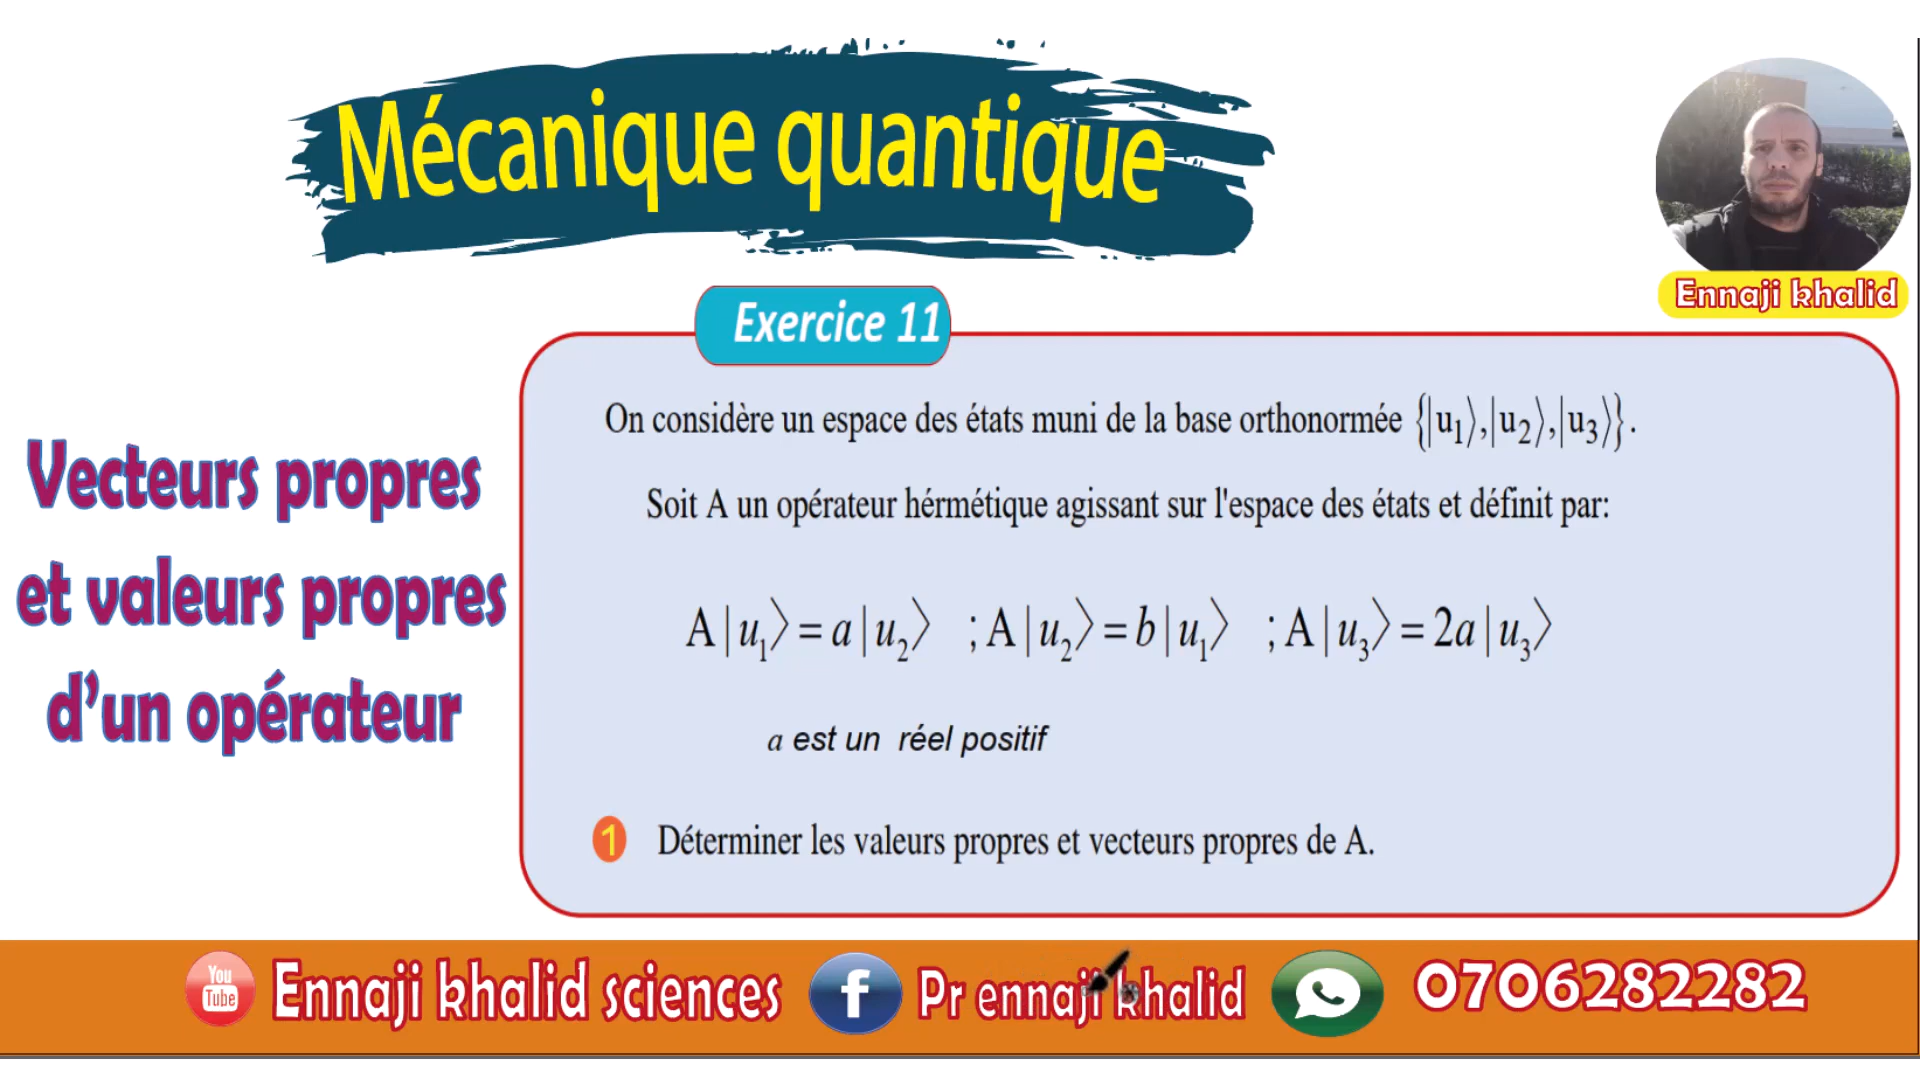 Mécanique quantique
Ennaji khalid
Exercice 11
On considère un espace des états muni de la base orthonormée {|u₁⟩,|u₂⟩,|u₃⟩}.
Soit A un opérateur hérmétique agissant sur l'espace des états et définit par:
A|u₁⟩ = a|u₂⟩ ; A|u₂⟩ = b|u₁⟩ ; A|u₃⟩ = 2a|u₃⟩
a est un réel positif
1 Déterminer les valeurs propres et vecteurs propres de A.
Vecteurs propres
et valeurs propres
d’un opérateur
You
Tube
Ennaji khalid sciences
f
Pr ennaji khalid
0706282282